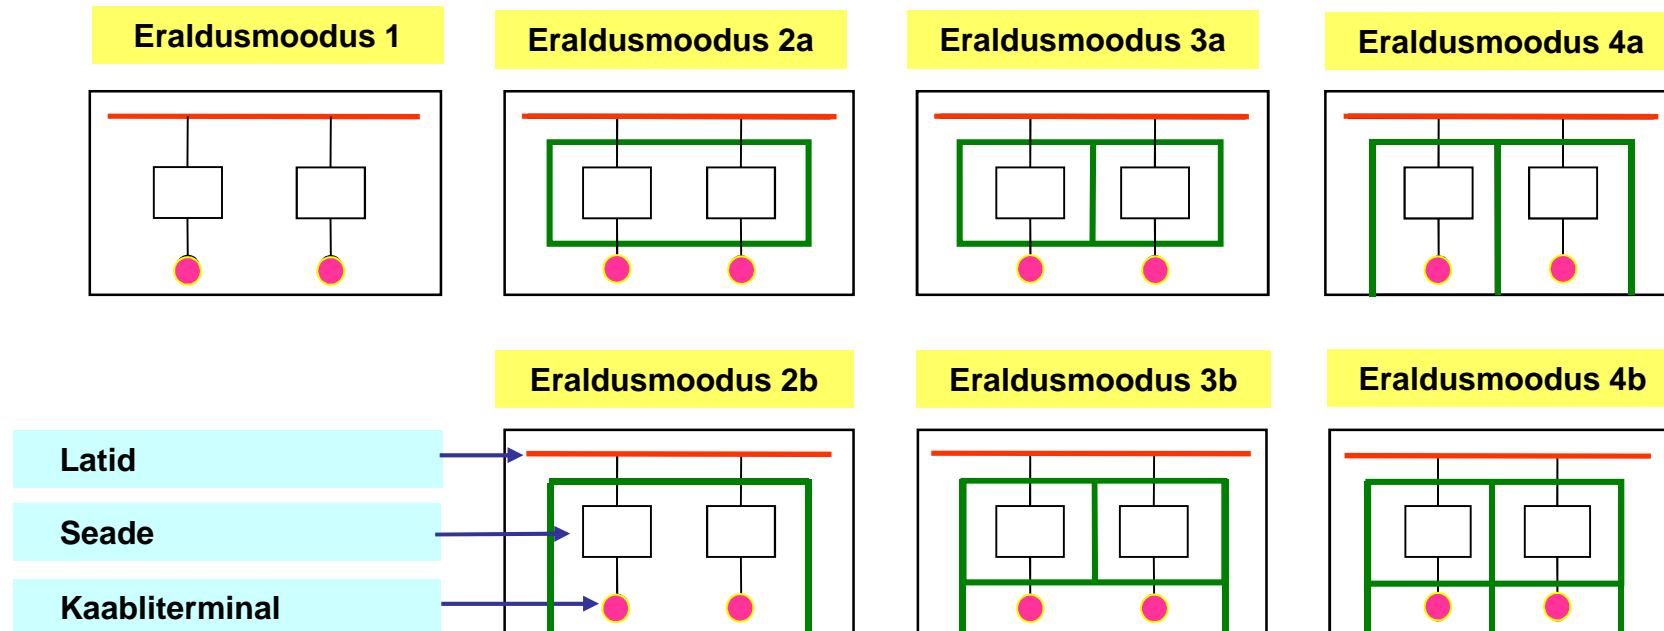 Eraldusmoodus 1
Eraldusmoodus 2a
Eraldusmoodus 3a
Eraldusmoodus 4a
Eraldusmoodus 2b
Eraldusmoodus 3b
Eraldusmoodus 4b
Latid
Seade
Kaabliterminal